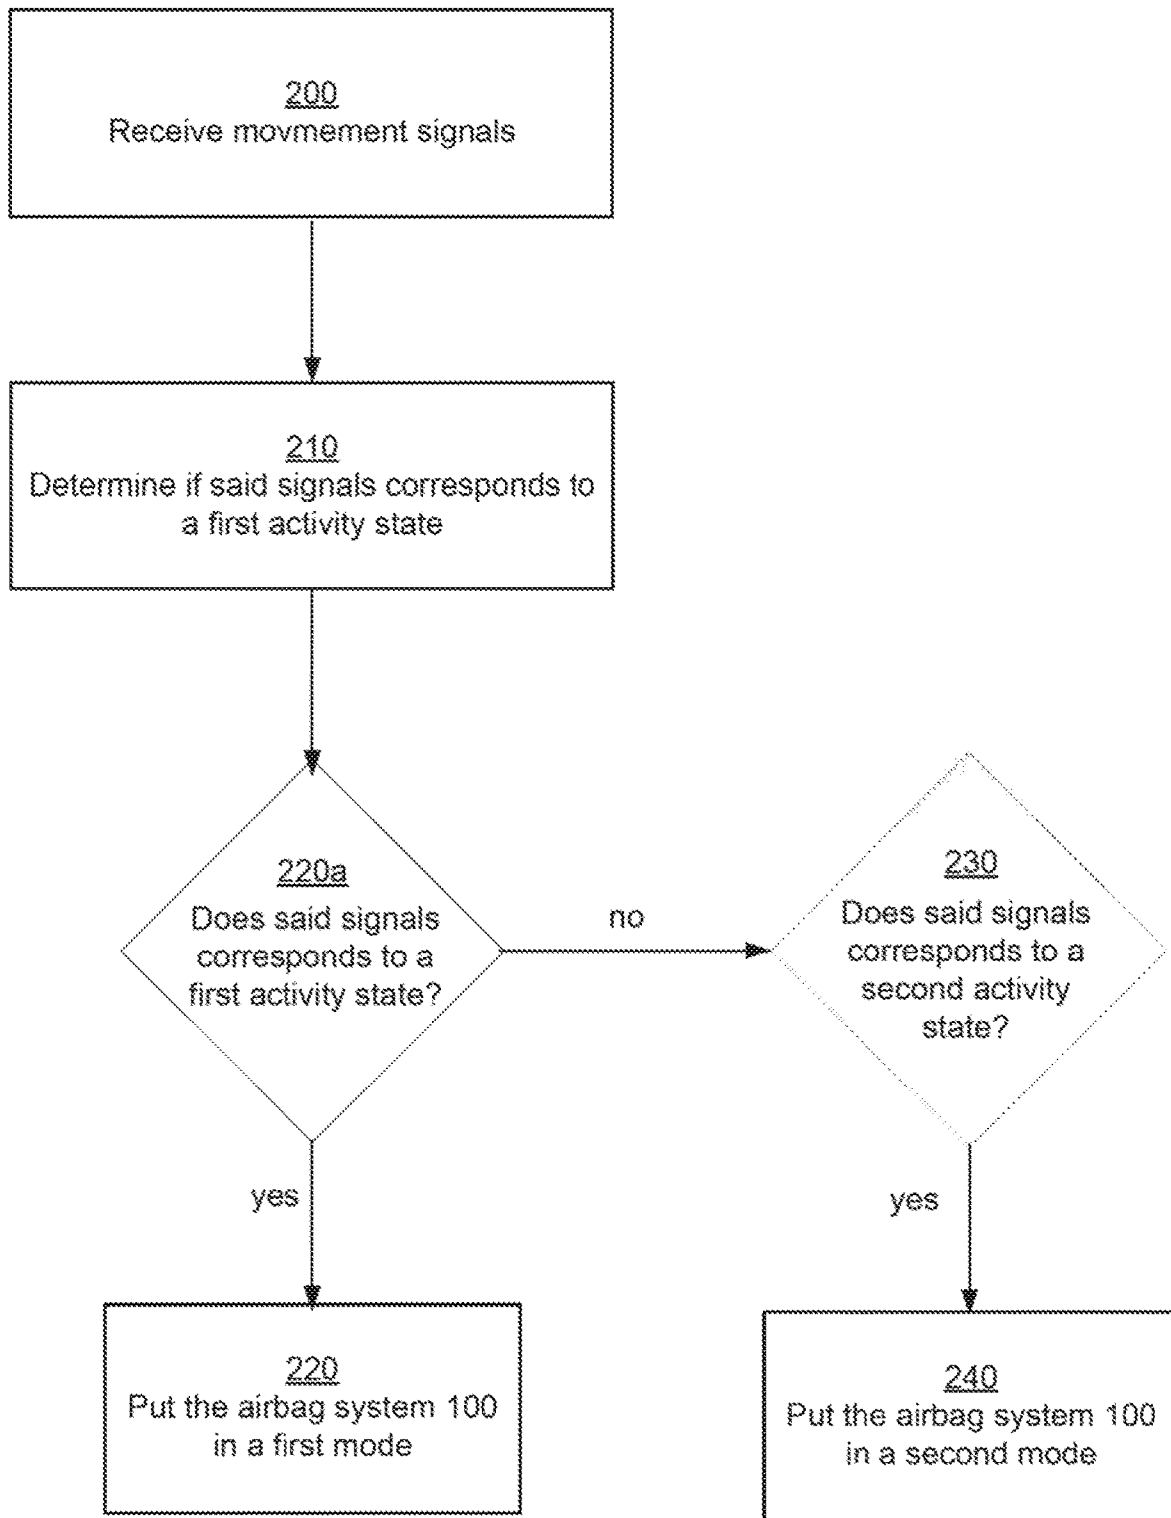 200
Receive movmement signals
210
Determine if said signals corresponds to
a first activity state
220a
Does said signals
corresponds to a
first activity state?
no
230
Does said signals
corresponds to a
second activity
state?
yes
yes
220
Put the airbag system 100
in a first mode
240
Put the airbag system 100
in a second mode